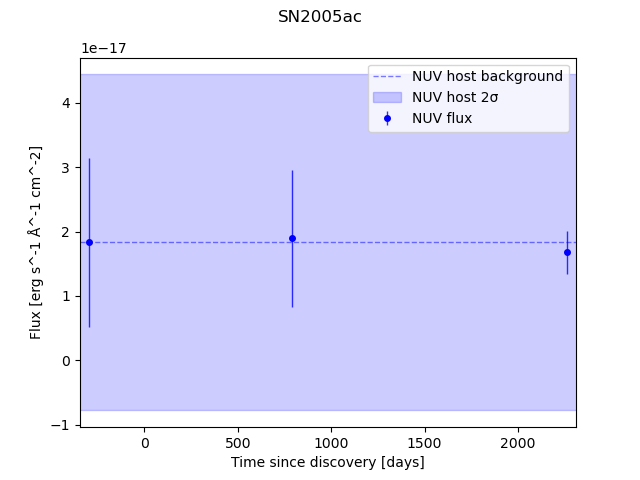 SN2005ac
1e−17
NUV host background
NUV host 2σ
NUV flux
4
3
2
1
0
−1
Flux [erg s^-1 Å^-1 cm^-2]
0 500 1000 1500 2000
Time since discovery [days]